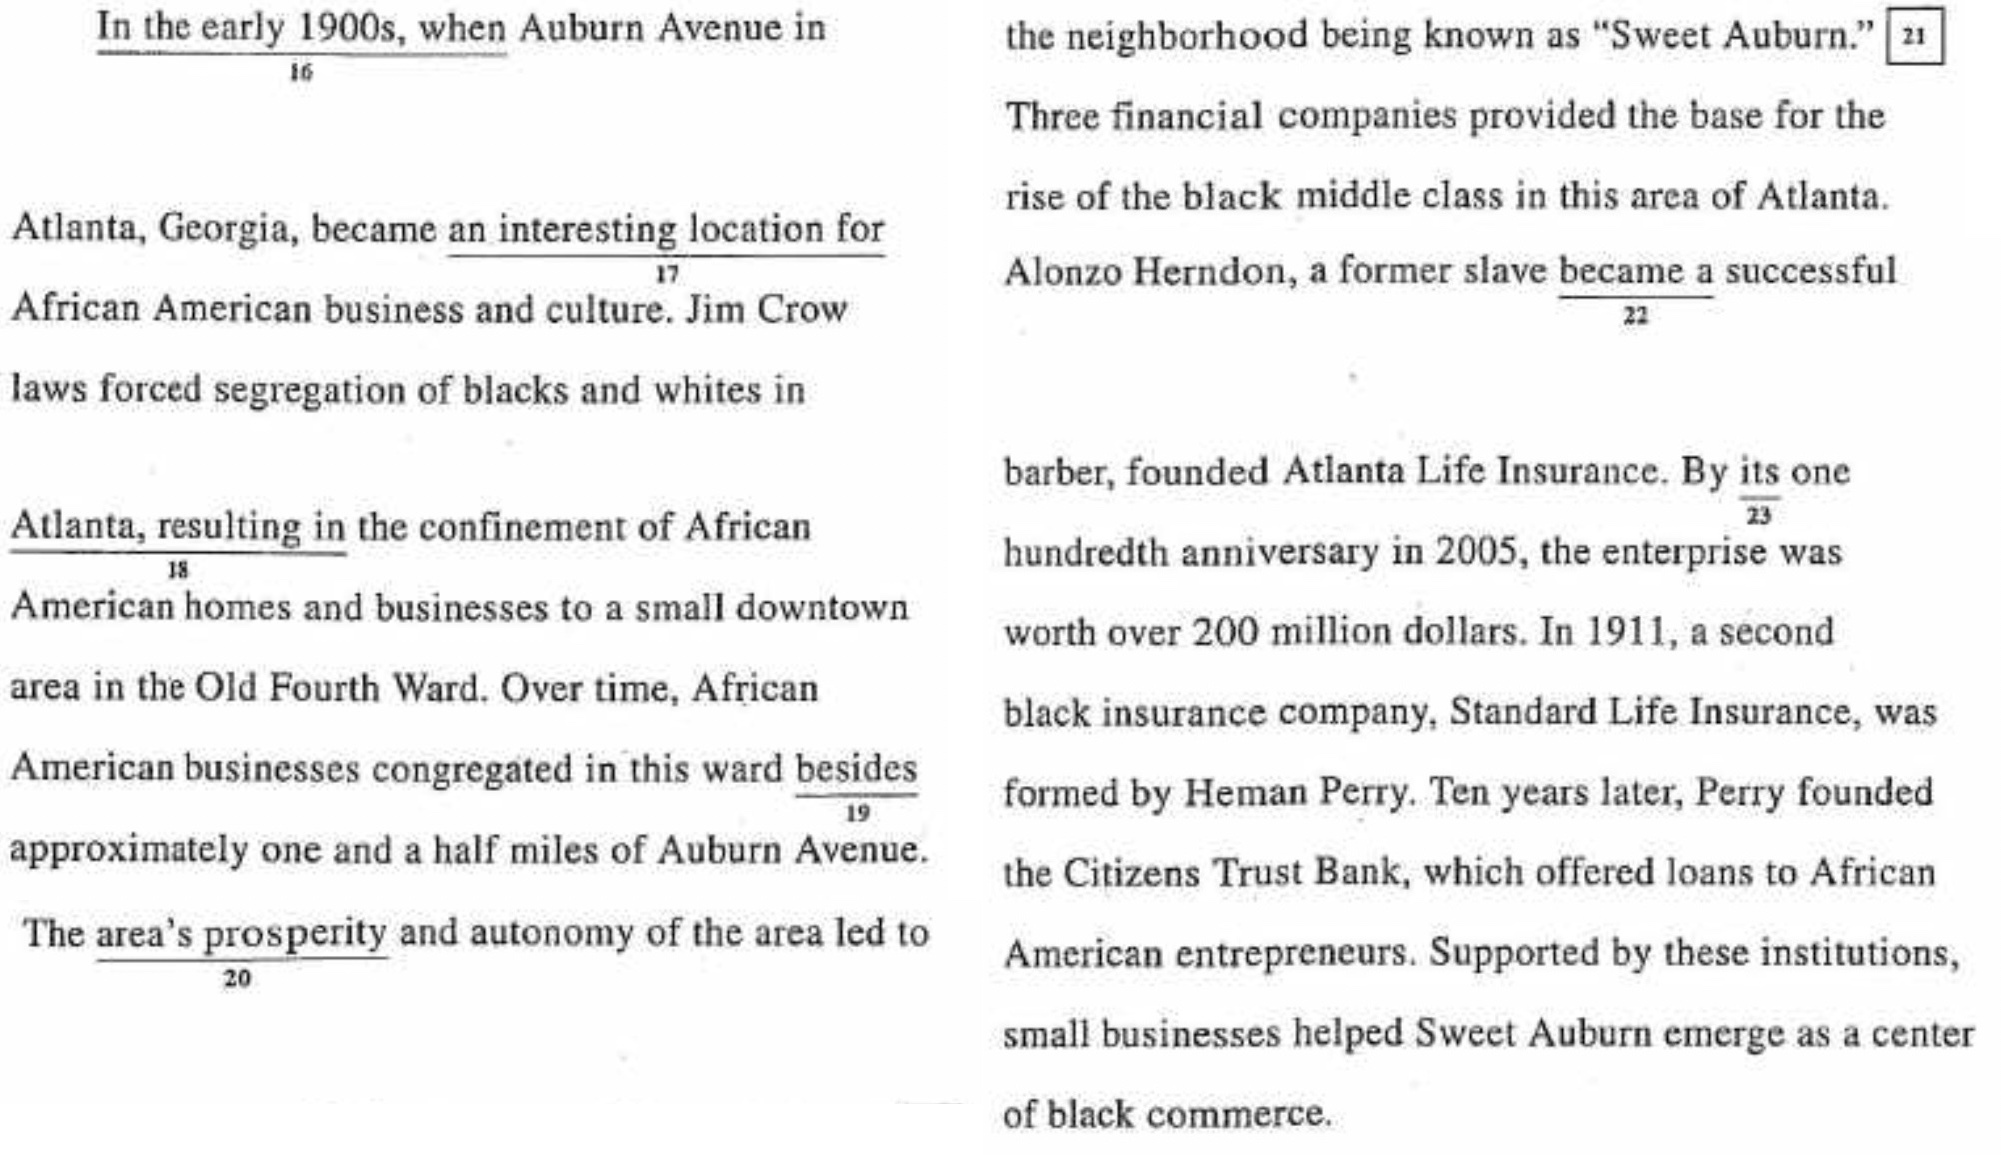 In the early 1900s, when Auburn Avenue in
16
Atlanta, Georgia, became an interesting location for
17
African American business and culture. Jim Crow
laws forced segregation of blacks and whites in
Atlanta, resulting in the confinement of African
18
American homes and businesses to a small downtown
area in the Old Fourth Ward. Over time, African
American businesses congregated in this ward besides
19
approximately one and a half miles of Auburn Avenue.
The area's prosperity and autonomy of the area led to
20
the neighborhood being known as “Sweet Auburn.” 21
Three financial companies provided the base for the
rise of the black middle class in this area of Atlanta.
Alonzo Herndon, a former slave became a successful
22
barber, founded Atlanta Life Insurance. By its one
23
hundredth anniversary in 2005, the enterprise was
worth over 200 million dollars. In 1911, a second
black insurance company, Standard Life Insurance, was
formed by Heman Perry. Ten years later, Perry founded
the Citizens Trust Bank, which offered loans to African
American entrepreneurs. Supported by these institutions,
small businesses helped Sweet Auburn emerge as a center
of black commerce.